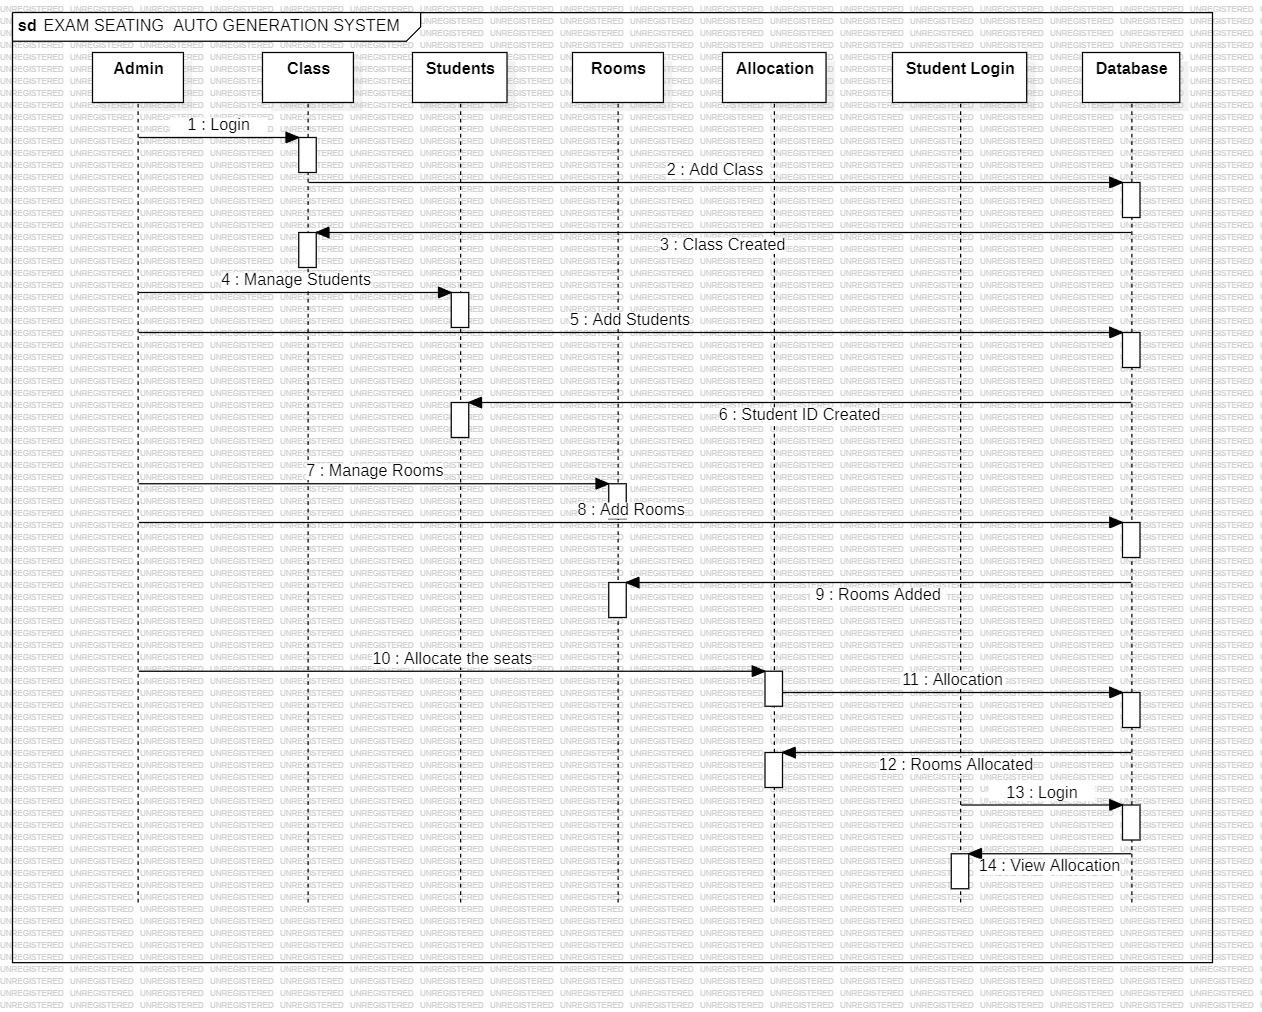 sd EXAM SEATING AUTO GENERATION SYSTEM
Admin
Class
Students
Rooms
Allocation
Student Login
Database
1 : Login
2 : Add Class
3 : Class Created
4 : Manage Students
5 : Add Students
6 : Student ID Created
7 : Manage Rooms
8 : Add Rooms
9 : Rooms Added
10 : Allocate the seats
11 : Allocation
12 : Rooms Allocated
13 : Login
14 : View Allocation
UNREGISTERED